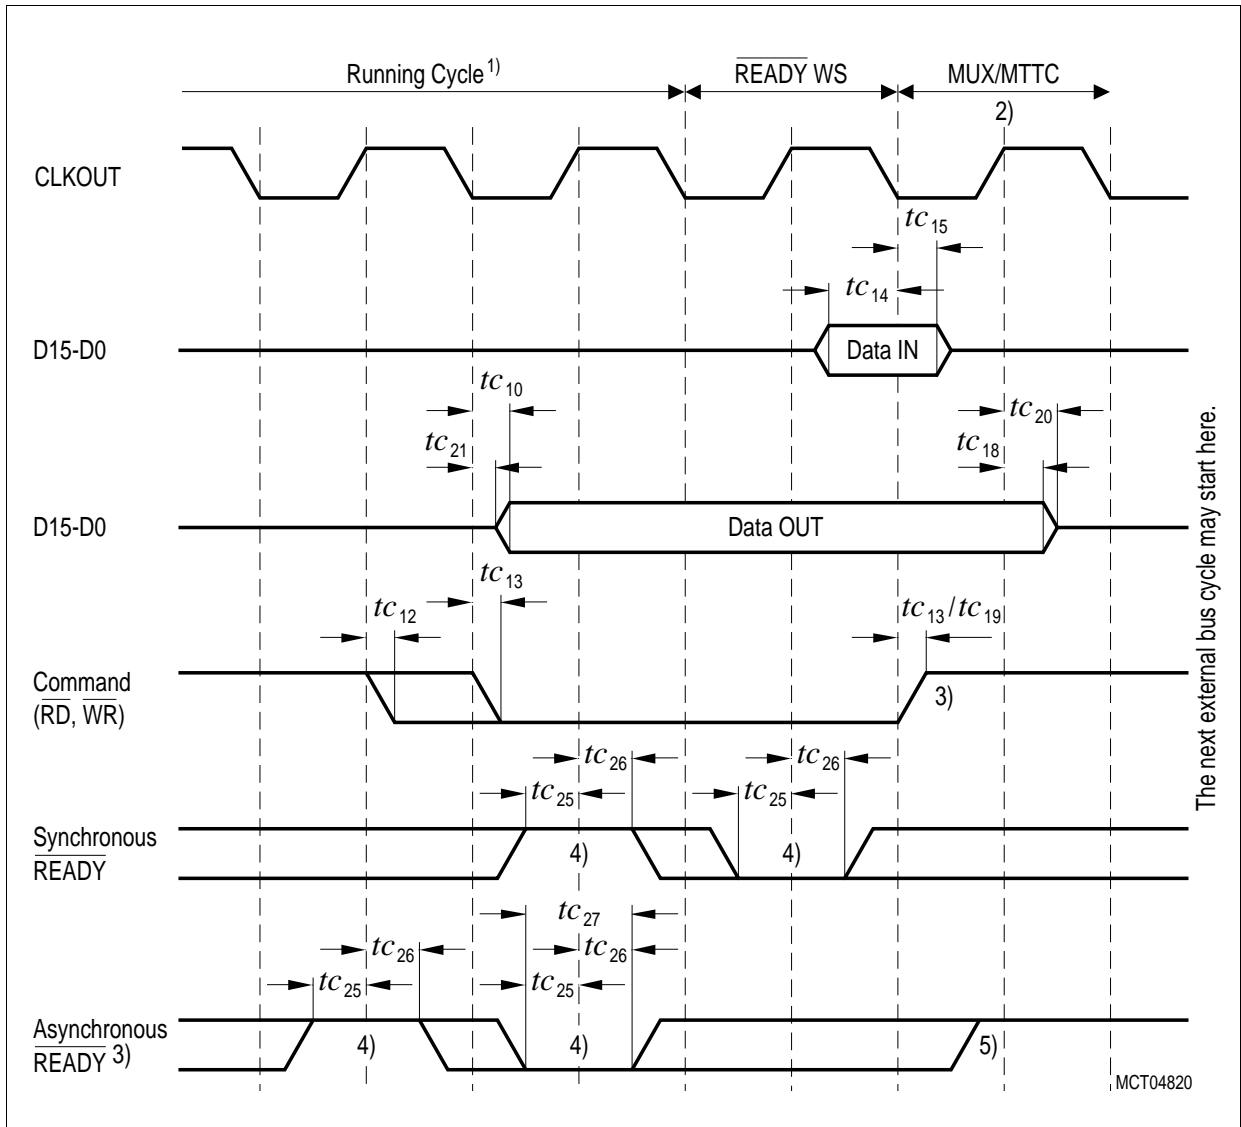 Running Cycle 1)
READY WS
MUX/MTTC
2)
CLKOUT
tc15
tc14
D15-D0
Data IN
tc10
tc20
tc21
tc18
D15-D0
Data OUT
tc13
tc12
tc13/tc19
Command
(RD, WR)
3)
tc26
tc26
tc25
tc25
Synchronous
READY
4)
4)
tc27
tc26
tc26
tc25
tc25
Asynchronous
READY 3)
4)
4)
5)
The next external bus cycle may start here.
MCT04820